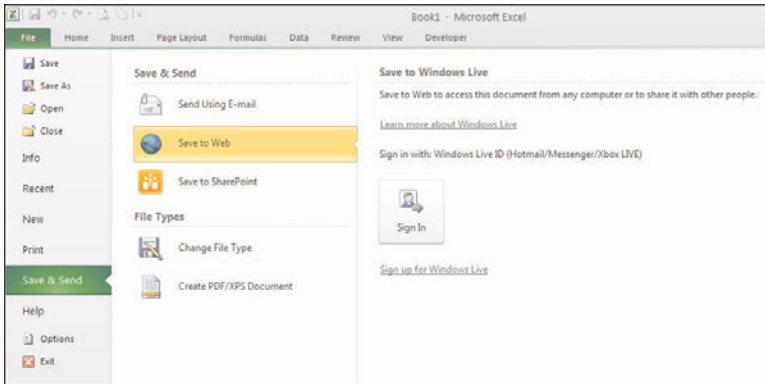 Book1 - Microsoft Excel
File Home Insert Page Layout Formulas Data Review View Developer
Save
Save As
Open
Close
Info
Recent
New
Print
Save & Send
Help
Options
Exit
Save & Send
Send Using E-mail
Save to Web
Save to SharePoint
File Types
Change File Type
Create PDF/XPS Document
Save to Windows Live
Save to Web to access this document from any computer or to share it with other people.
Learn more about Windows Live
Sign in with: Windows Live ID (Hotmail/Messenger/Xbox LIVE)
Sign In
Sign up for Windows Live